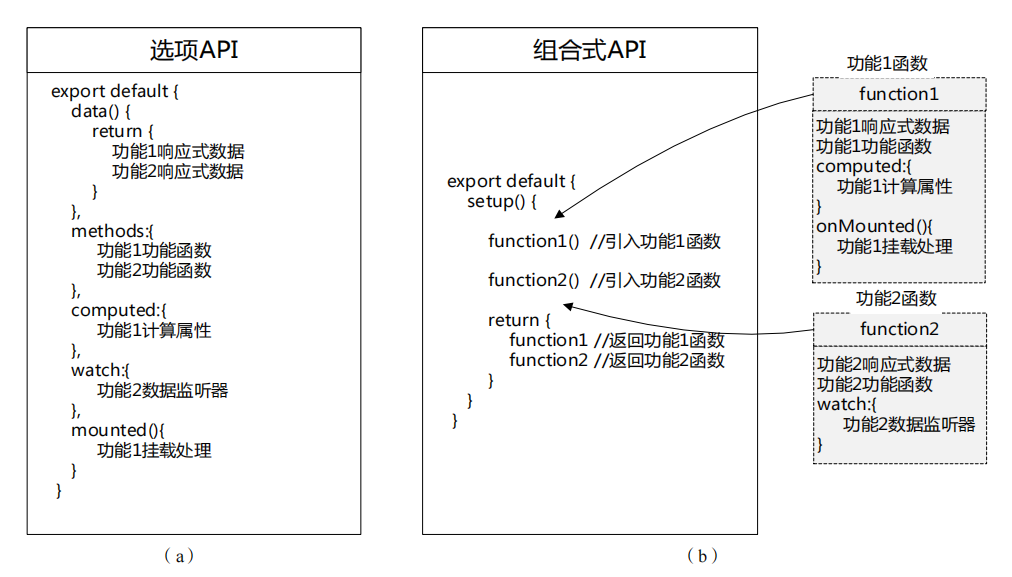 选项API
export default {
data() {
return {
功能1响应式数据
功能2响应式数据
}
},
methods:{
功能1功能函数
功能2功能函数
},
computed:{
功能1计算属性
},
watch:{
功能2数据监听器
},
mounted(){
功能1挂载处理
}
}
(a)
组合式API
export default {
setup() {
function1() //引入功能1函数
function2() //引入功能2函数
return {
function1 //返回功能1函数
function2 //返回功能2函数
}
}
}
(b)
功能1函数
function1
功能1响应式数据
功能1功能函数
computed:{
功能1计算属性
}
onMounted(){
功能1挂载处理
}
功能2函数
function2
功能2响应式数据
功能2功能函数
watch:{
功能2数据监听器
}